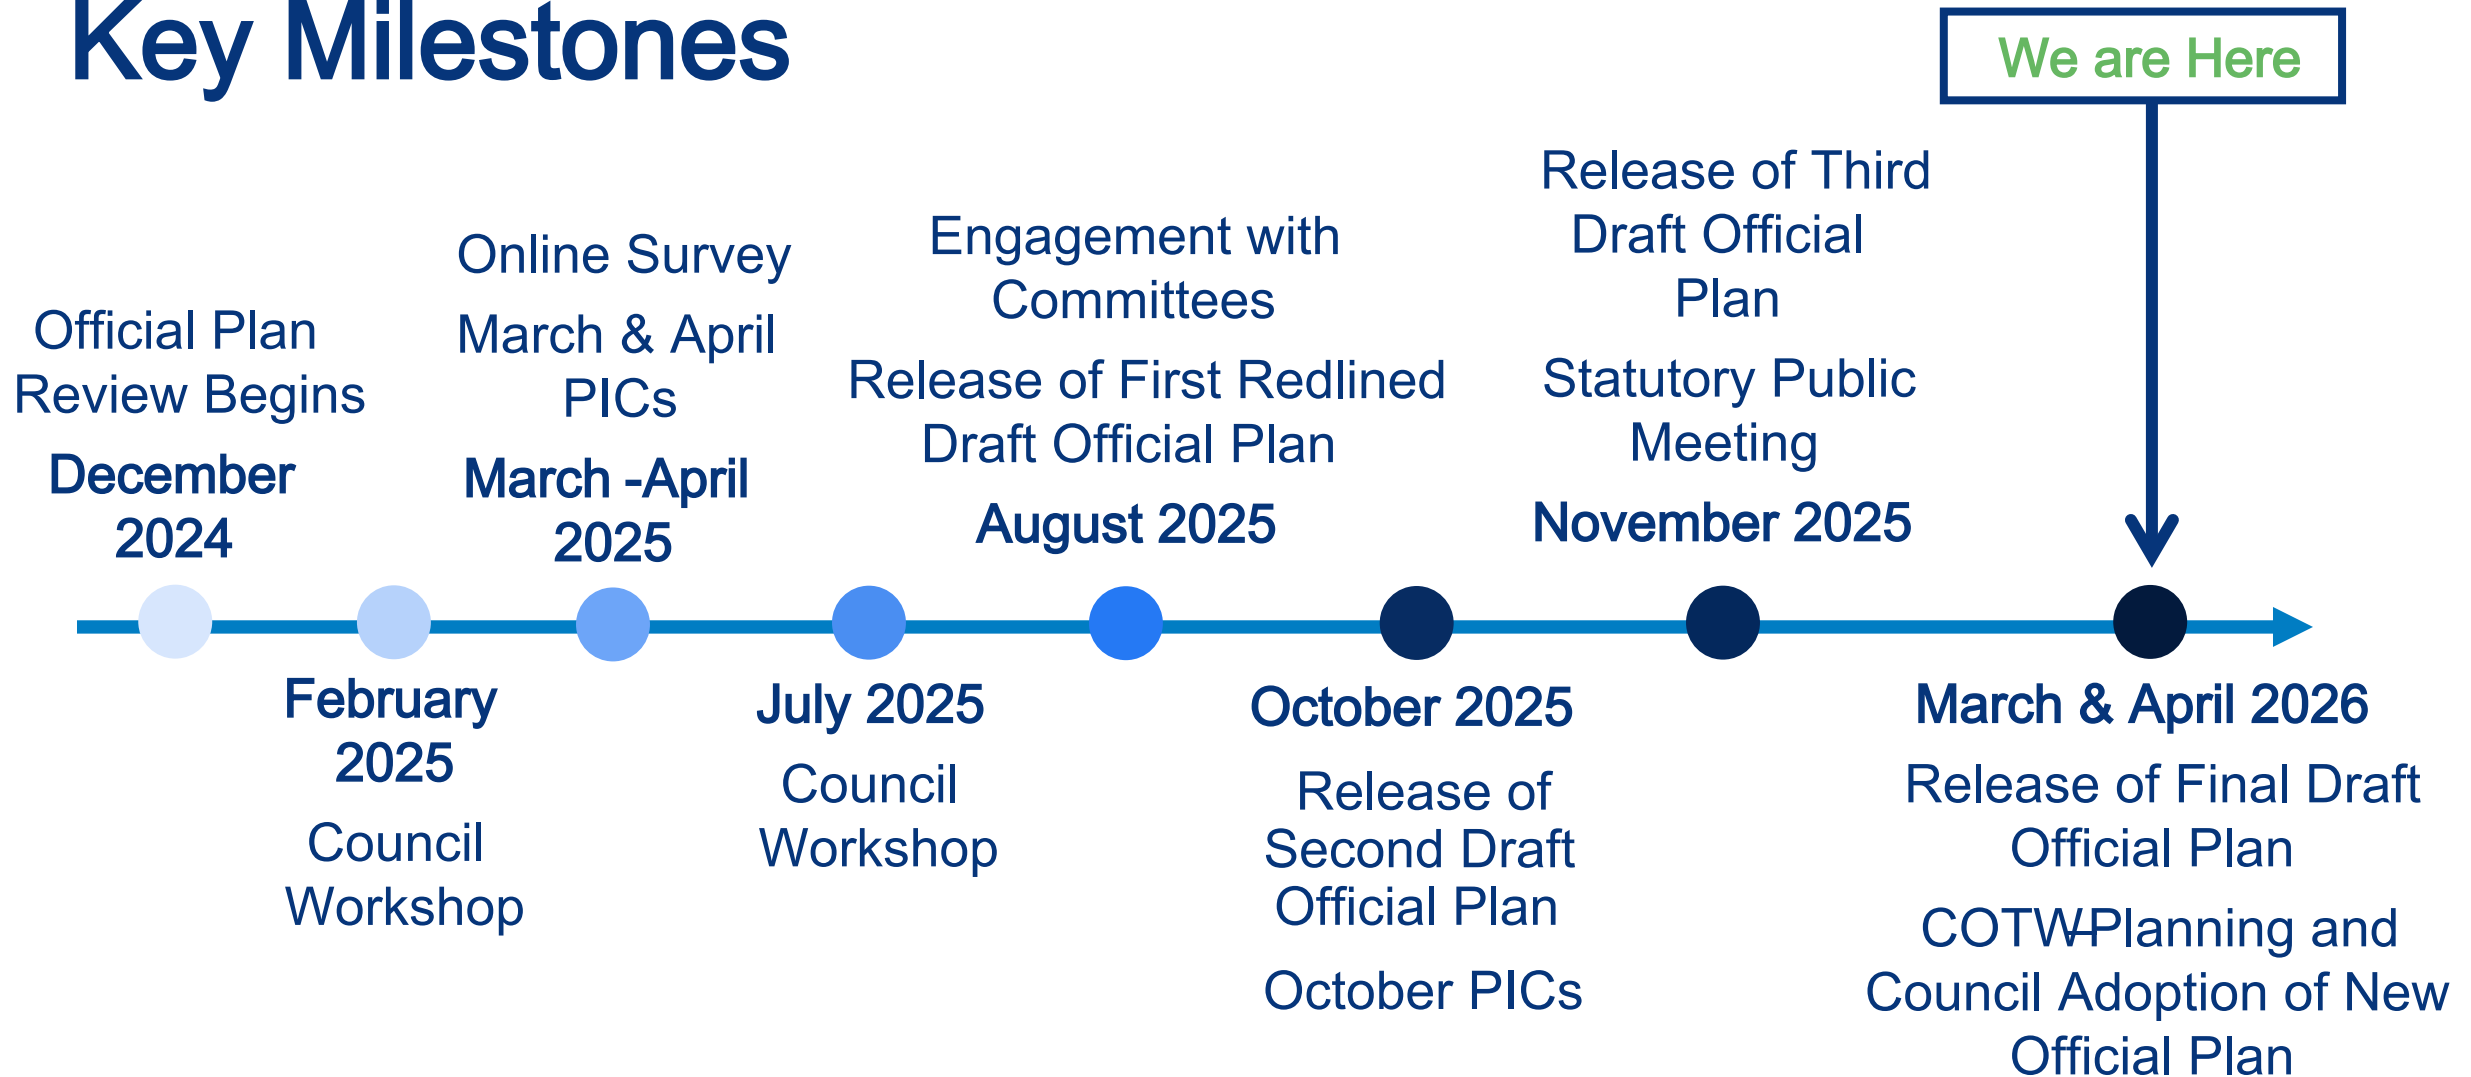 Key Milestones
We are Here
Official Plan
Review Begins
December
2024
February
2025
Council
Workshop
Online Survey
March & April
PICs
March -April
2025
July 2025
Council
Workshop
Engagement with
Committees
Release of First Redlined
Draft Official Plan
August 2025
October 2025
Release of
Second Draft
Official Plan
October PICs
Release of Third
Draft Official
Plan
Statutory Public
Meeting
November 2025
March & April 2026
Release of Final Draft
Official Plan
COTW–Planning and
Council Adoption of New
Official Plan